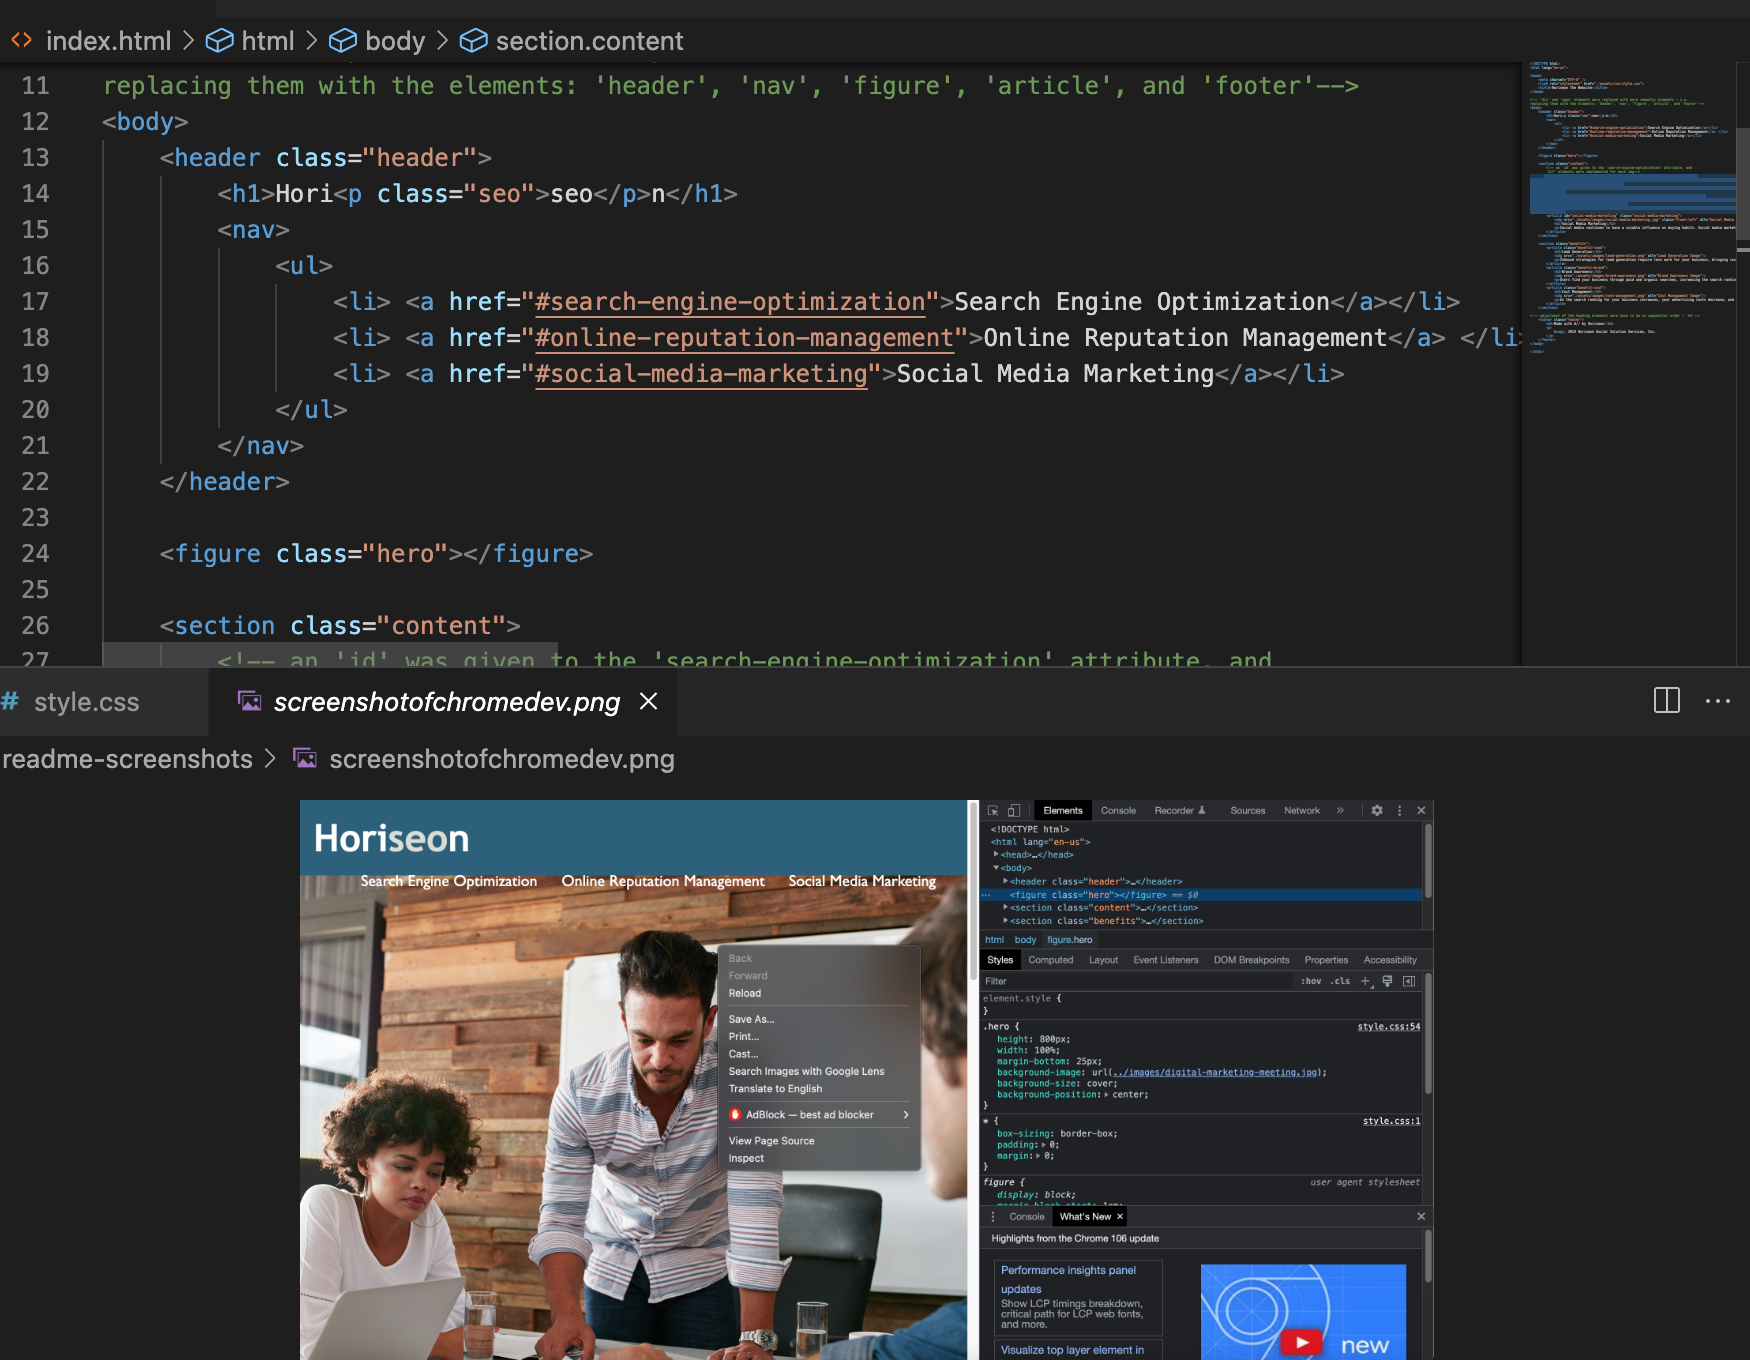 index.html > html > body > section.content
11 replacing them with the elements: 'header', 'nav', 'figure', 'article', and 'footer'-->
12 <body>
13 <header class="header">
14 <h1>Hori<p class="seo">seo</p>n</h1>
15 <nav>
16 <ul>
17 <li> <a href="#search-engine-optimization">Search Engine Optimization</a></li>
18 <li> <a href="#online-reputation-management">Online Reputation Management</a> </li>
19 <li> <a href="#social-media-marketing">Social Media Marketing</a></li>
20 </ul>
21 </nav>
22 </header>
23
24 <figure class="hero"></figure>
25
26 <section class="content">
27 <!-- an 'id' was given to the 'search-engine-optimization' attribute, and
# style.css
screenshotofchromedev.png
readme-screenshots > screenshotofchromedev.png
Horiseon
Search Engine Optimization Online Reputation Management Social Media Marketing
Back
Forward
Reload
Save As...
Print...
Cast...
Search Images with Google Lens
Translate to English
AdBlock — best ad blocker
View Page Source
Inspect
Elements Console Recorder Sources Network »
<!DOCTYPE html>
<html lang="en-us">
<head>…</head>
<body>
<header class="header">…</header>
<figure class="hero"></figure> == $0
<section class="content">…</section>
<section class="benefits">…</section>
html body figure.hero
Styles Computed Layout Event Listeners DOM Breakpoints Properties Accessibility
Filter :hov .cls +
element.style {
}
.hero { style.css:54
height: 800px;
width: 100%;
margin-bottom: 25px;
background-image: url(../images/digital-marketing-meeting.jpg);
background-size: cover;
background-position: center;
}
* { style.css:1
box-sizing: border-box;
padding: 0;
margin: 0;
}
figure { user agent stylesheet
display: block;
Console What's New ×
Highlights from the Chrome 106 update
Performance insights panel
updates
Show LCP timings breakdown,
critical path for LCP web fonts,
and more.
Visualize top layer element in
new